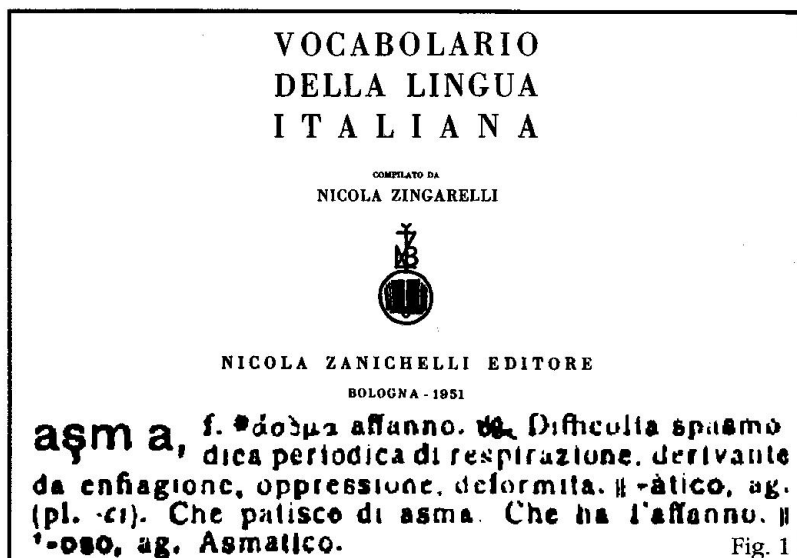 VOCABOLARIO
DELLA LINGUA
ITALIANA
COMPILATO DA
NICOLA ZINGARELLI
NICOLA ZANICHELLI EDITORE
BOLOGNA - 1951
aṣma, f. affanno. Difficolta spasmo
dica periodica di respirazione, derivante
da enfiagione, oppressione, deformita. || -àtico, ag.
(pl. -ci). Che patisce di asma. Che ha l'affanno. ||
-oso, ag. Asmatico.
Fig. 1